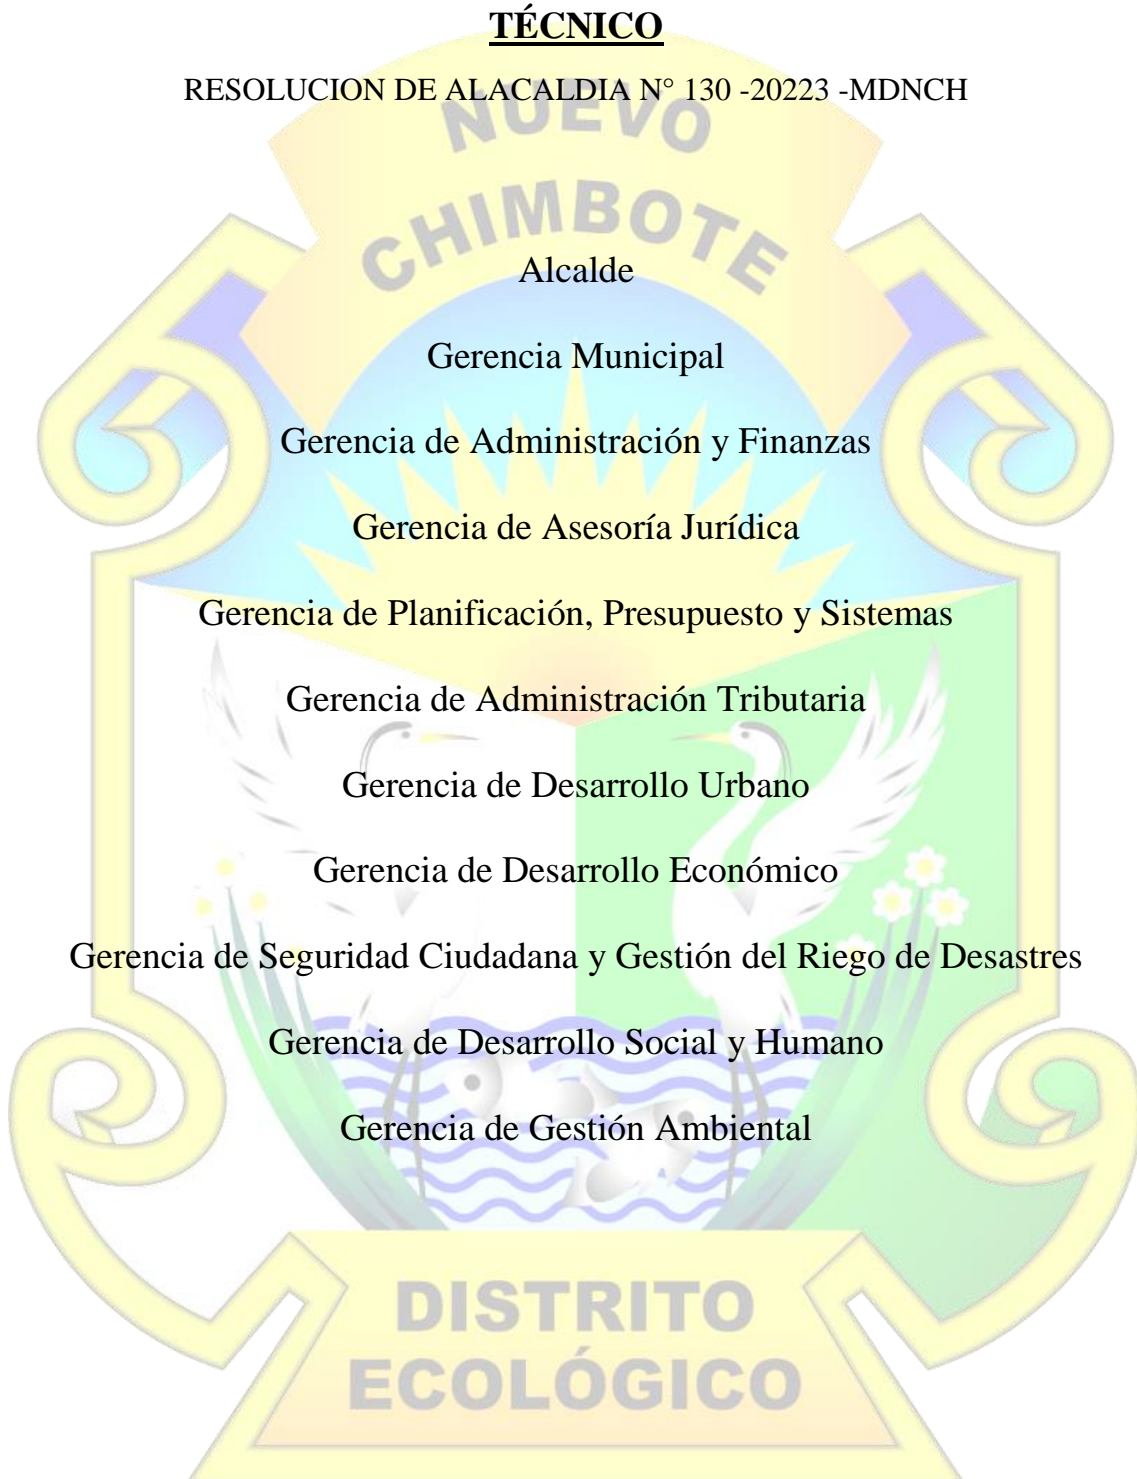 TÉCNICO
RESOLUCION DE ALACALDIA N° 130 -20223 -MDNCH
NUEVO
CHIMBOTE
Alcalde
Gerencia Municipal
Gerencia de Administración y Finanzas
Gerencia de Asesoría Jurídica
Gerencia de Planificación, Presupuesto y Sistemas
Gerencia de Administración Tributaria
Gerencia de Desarrollo Urbano
Gerencia de Desarrollo Económico
Gerencia de Seguridad Ciudadana y Gestión del Riego de Desastres
Gerencia de Desarrollo Social y Humano
Gerencia de Gestión Ambiental
DISTRITO
ECOLÓGICO